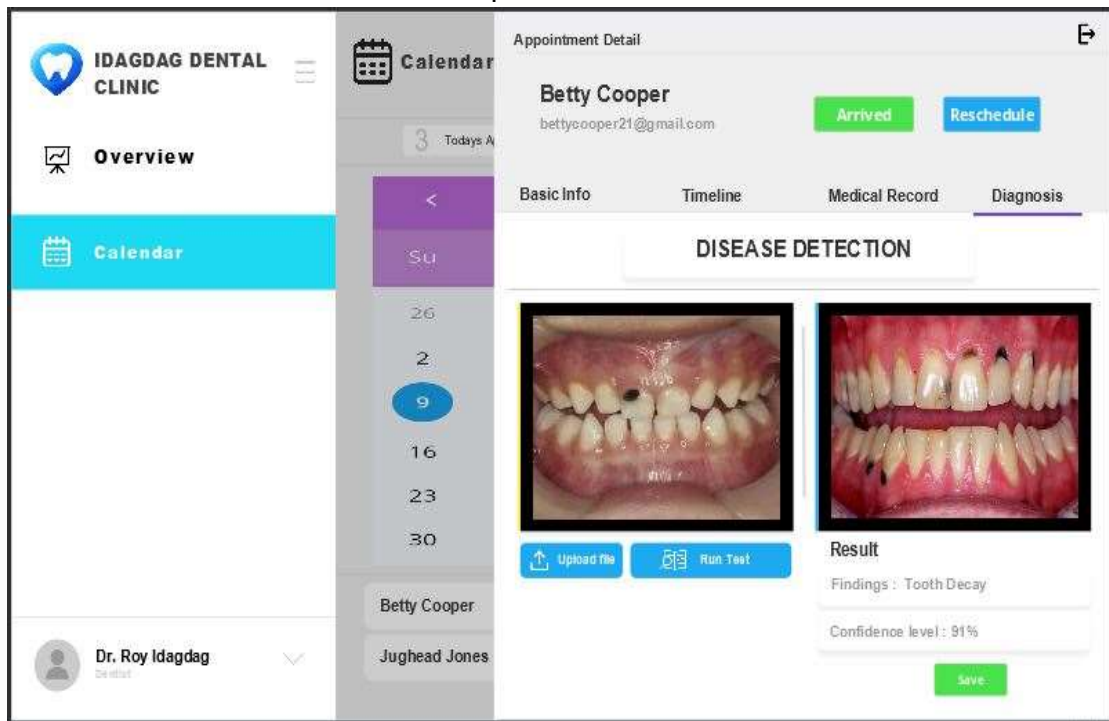 IDAGDAG DENTAL
CLINIC
Overview
Calendar
Dr. Roy Idagdag
Dentist
Calendar
3 Todays A
<
Su
26
2
9
16
23
30
Betty Cooper
Jughead Jones
Appointment Detail
Betty Cooper
bettycooper21@gmail.com
Arrived
Reschedule
Basic Info
Timeline
Medical Record
Diagnosis
DISEASE DETECTION
Upload file
Run Test
Result
Findings : Tooth Decay
Confidence level : 91%
Save